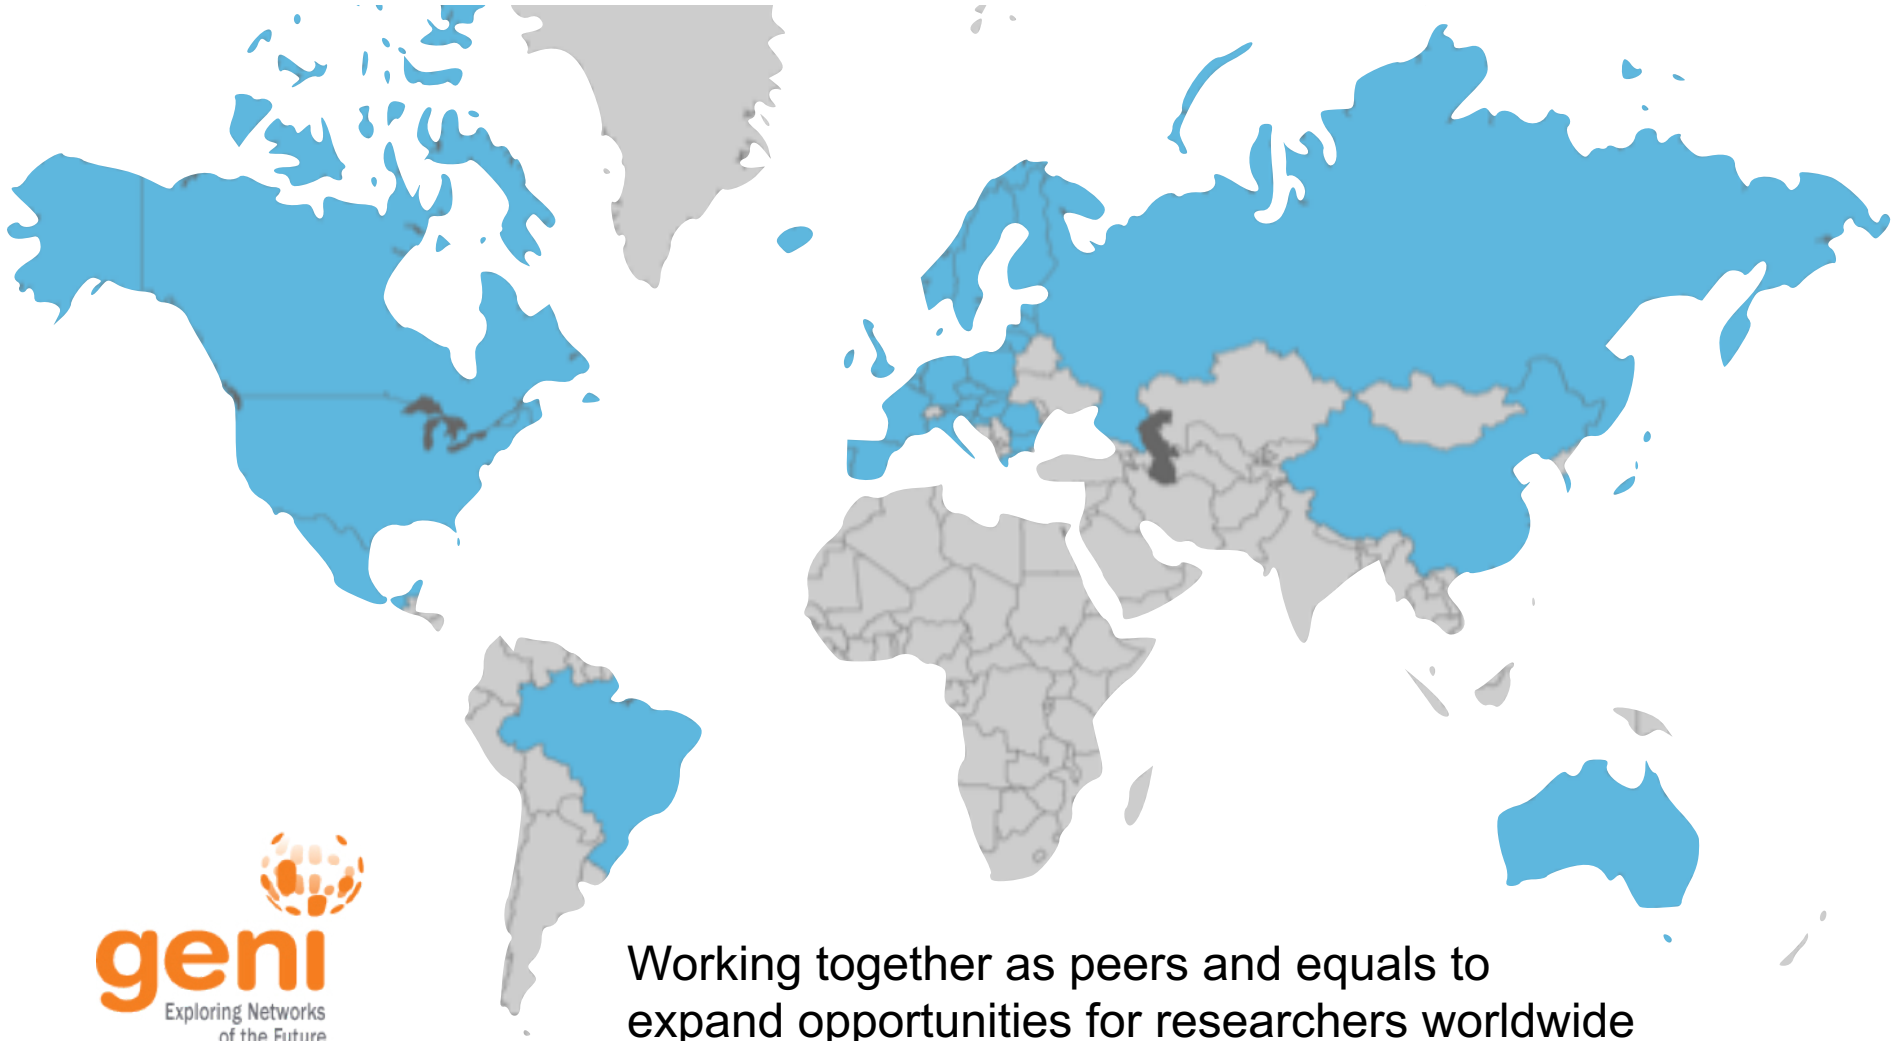 geni
Exploring Networks
of the Future
Working together as peers and equals to
expand opportunities for researchers worldwide